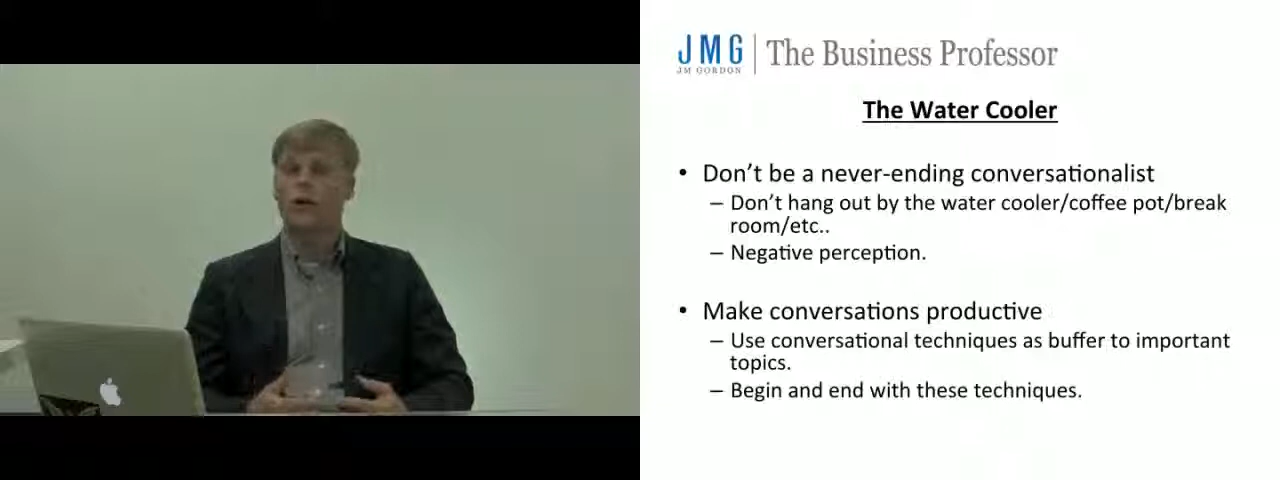 JMG | The Business Professor
JM GORDON
The Water Cooler
• Don't be a never-ending conversationalist
– Don't hang out by the water cooler/coffee pot/break
room/etc..
– Negative perception.
• Make conversations productive
– Use conversational techniques as buffer to important
topics.
– Begin and end with these techniques.